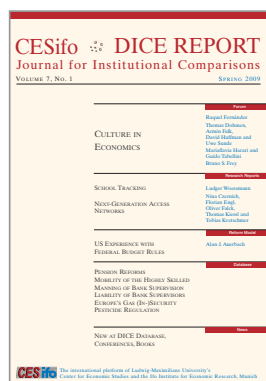 CESifo DICE REPORT
Journal for Institutional Comparisons
VOLUME 7, NO. 1 SPRING 2009
Forum
CULTURE IN
ECONOMICS
Raquel Fernández
Thomas Dohmen,
Armin Falk,
David Huffman and
Uwe Sunde
Mariaflavia Harari and
Guido Tabellini
Bruno S. Frey
Research Reports
SCHOOL TRACKING
Ludger Woessmann
NEXT-GENERATION ACCESS
NETWORKS
Nina Czernich,
Florian Engl,
Oliver Falck,
Thomas Kiessl and
Tobias Kretschmer
Reform Model
US EXPERIENCE WITH
FEDERAL BUDGET RULES
Alan J. Auerbach
Database
PENSION REFORMS
MOBILITY OF THE HIGHLY SKILLED
MANNING OF BANK SUPERVISION
LIABILITY OF BANK SUPERVISORS
EUROPE'S GAS (IN-)SECURITY
PESTICIDE REGULATION
News
NEW AT DICE DATABASE,
CONFERENCES, BOOKS
CESifo
The international platform of Ludwig-Maximilians University's
Center for Economic Studies and the Ifo Institute for Economic Research, Munich